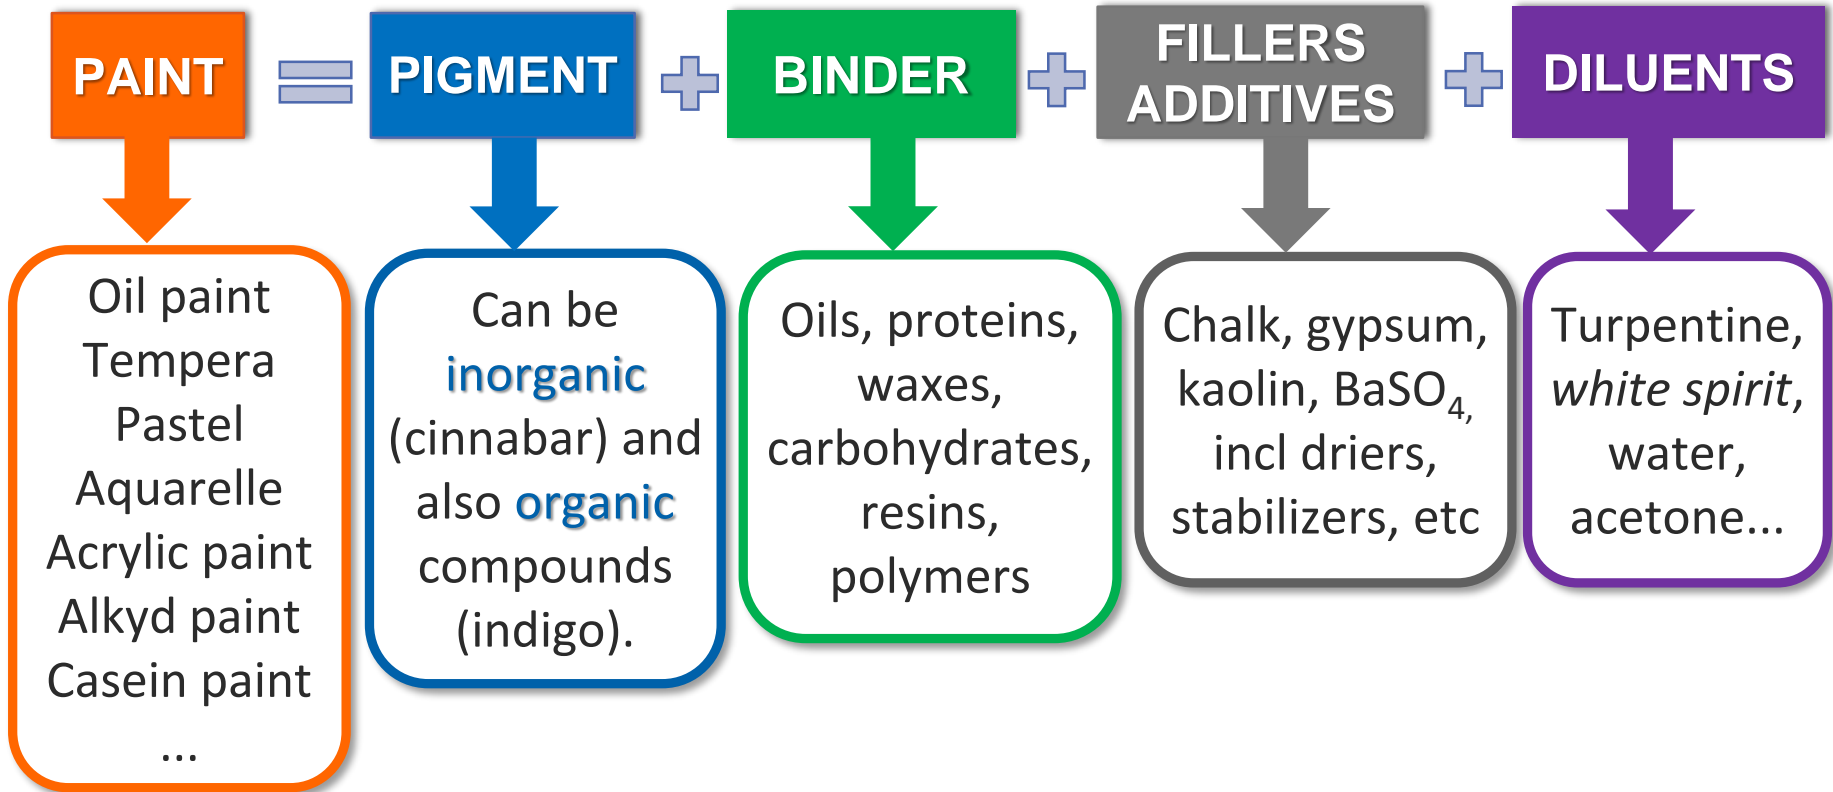 PAINT
PIGMENT
BINDER
FILLERS
ADDITIVES
DILUENTS
Oil paint
Tempera
Pastel
Aquarelle
Acrylic paint
Alkyd paint
Casein paint
...
Can be
inorganic
(cinnabar) and
also organic
compounds
(indigo).
Oils, proteins,
waxes,
carbohydrates,
resins,
polymers
Chalk, gypsum,
kaolin, BaSO₄,
incl driers,
stabilizers, etc
Turpentine,
white spirit,
water,
acetone...